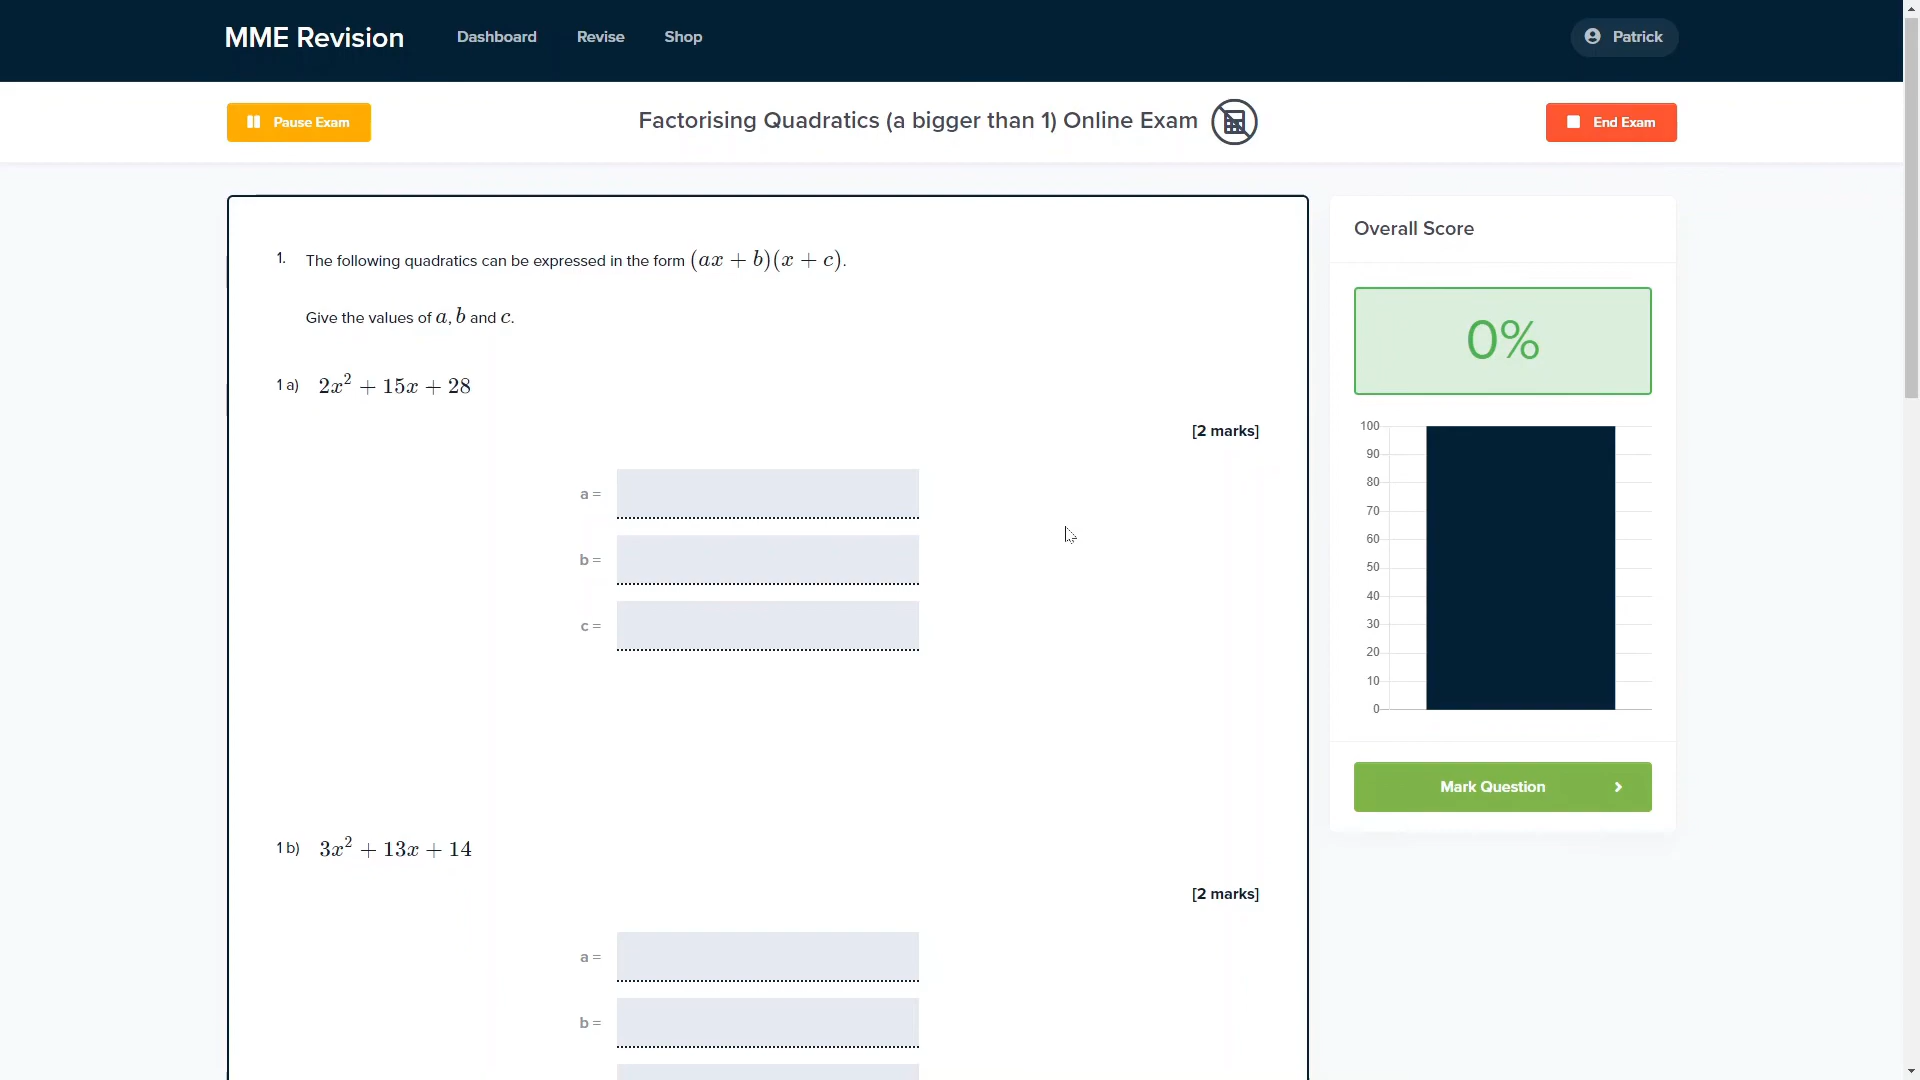 MME Revision Dashboard Revise Shop Patrick
Pause Exam Factorising Quadratics (a bigger than 1) Online Exam End Exam
1. The following quadratics can be expressed in the form (ax + b)(x + c).
Give the values of a, b and c.
1 a) 2x² + 15x + 28
[2 marks]
a =
b =
c =
1 b) 3x² + 13x + 14
[2 marks]
a =
b =
Overall Score
0%
100
90
80
70
60
50
40
30
20
10
0
Mark Question